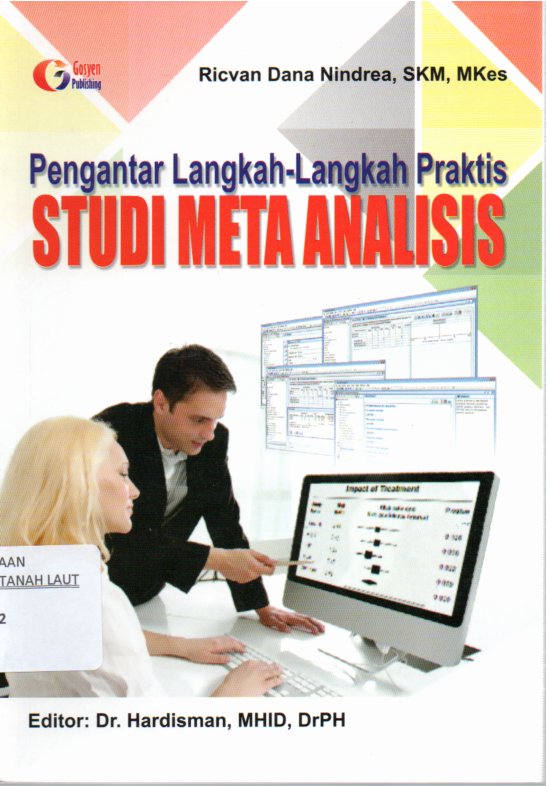 Gosyen
Publishing
Ricvan Dana Nindrea, SKM, MKes
Pengantar Langkah-Langkah Praktis
STUDI META ANALISIS
Impact of Treatment
P-value
AAN
TANAH LAUT
2
Editor: Dr. Hardisman, MHID, DrPH